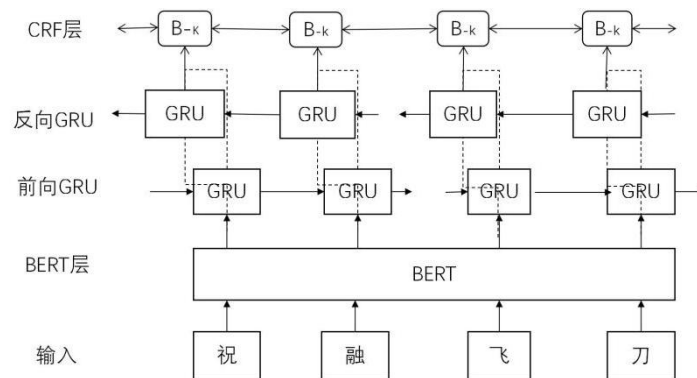 CRF层 B-k B-k B-k B-k
反向GRU GRU GRU GRU GRU
前向GRU GRU GRU GRU GRU
BERT层 BERT
输入 祝 融 飞 刀